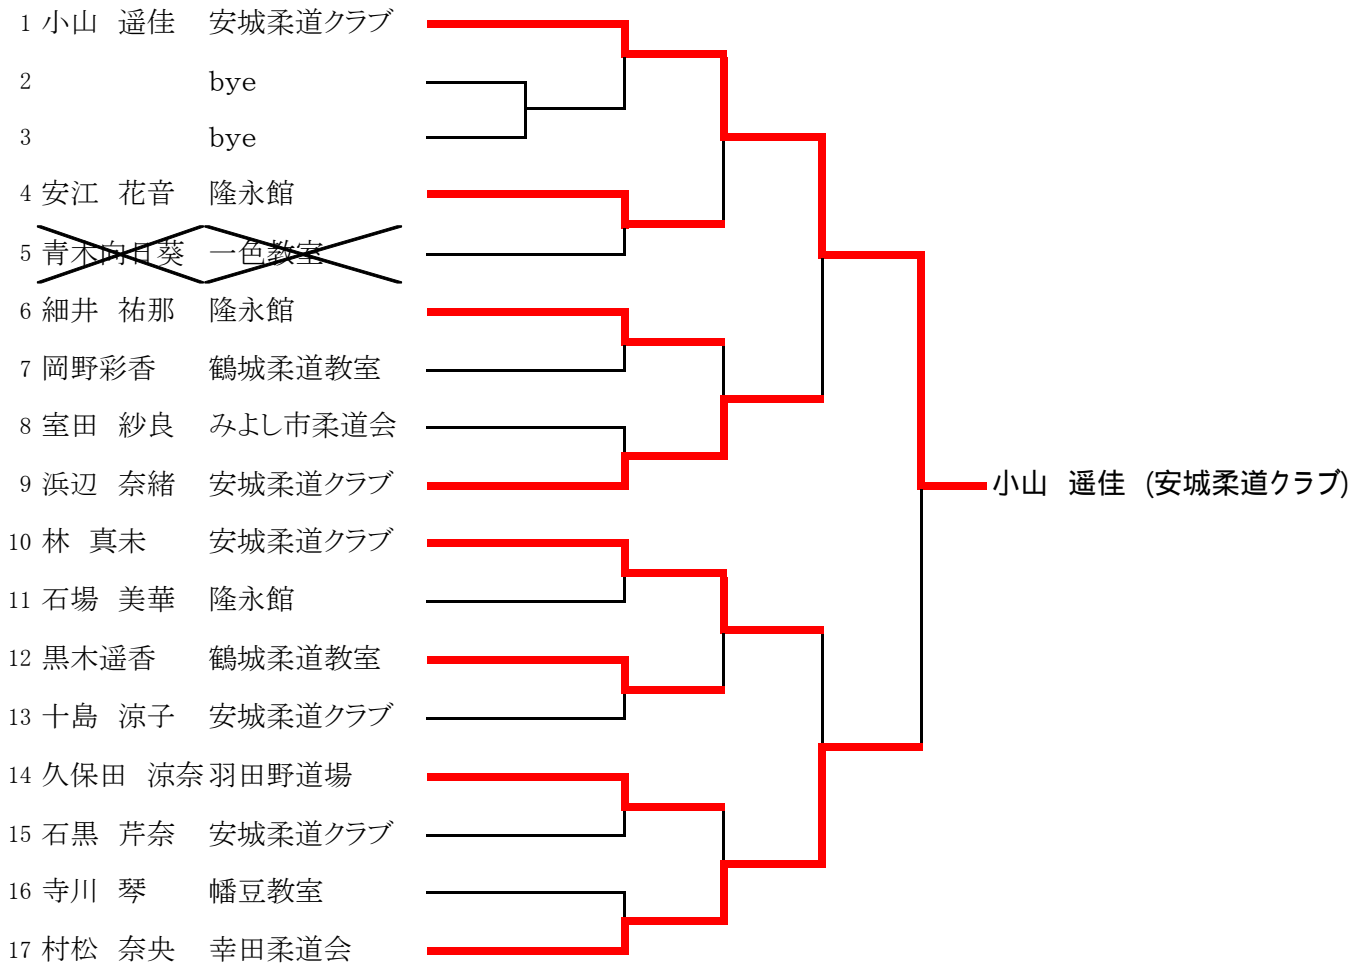 1 小山 遥佳 安城柔道クラブ
2 bye
3 bye
4 安江 花音 隆永館
5 青木向日葵 一色教室
6 細井 祐那 隆永館
7 岡野彩香 鶴城柔道教室
8 室田 紗良 みよし市柔道会
9 浜辺 奈緒 安城柔道クラブ
小山 遥佳 (安城柔道クラブ)
10 林 真未 安城柔道クラブ
11 石場 美華 隆永館
12 黒木遥香 鶴城柔道教室
13 十島 涼子 安城柔道クラブ
14 久保田 涼奈 羽田野道場
15 石黒 芹奈 安城柔道クラブ
16 寺川 琴 幡豆教室
17 村松 奈央 幸田柔道会